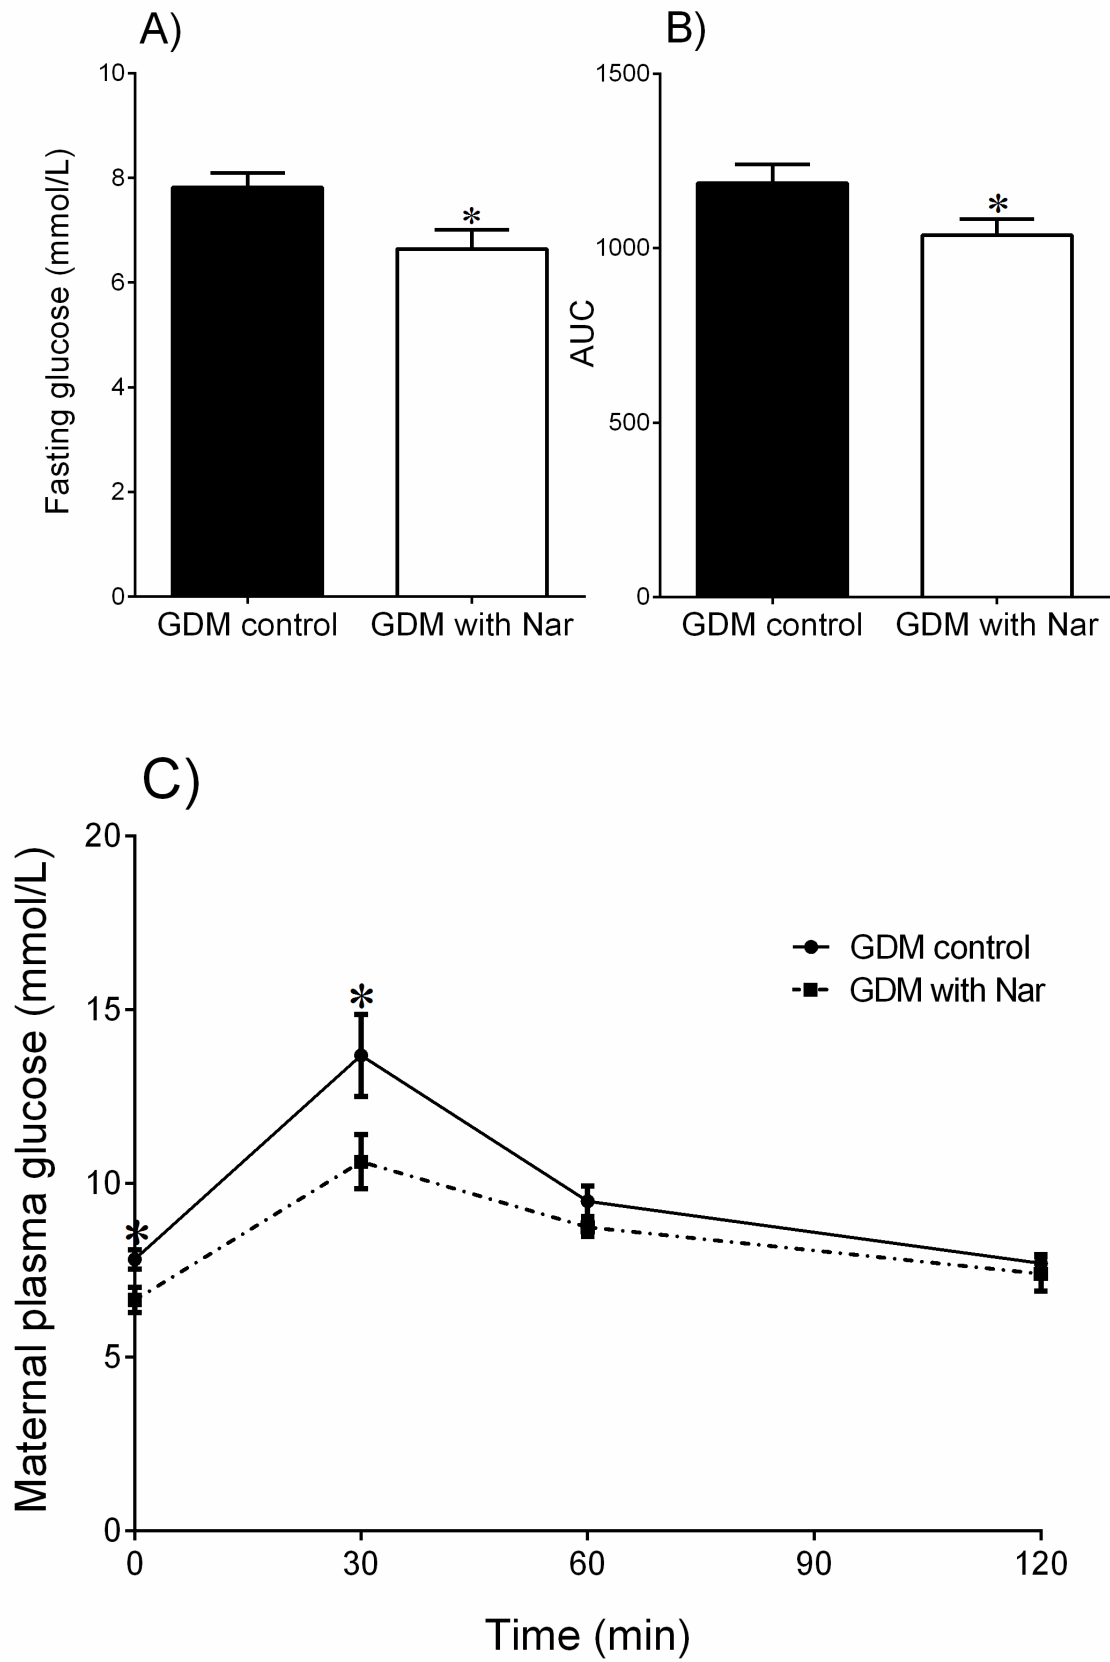 A)
Fasting glucose (mmol/L)
10
8
6
4
2
0
*
GDM control
GDM with Nar
B)
AUC
1500
1000
500
0
*
GDM control
GDM with Nar
C)
Maternal plasma glucose (mmol/L)
20
15
10
5
0
*
*
GDM control
GDM with Nar
0
30
60
90
120
Time (min)